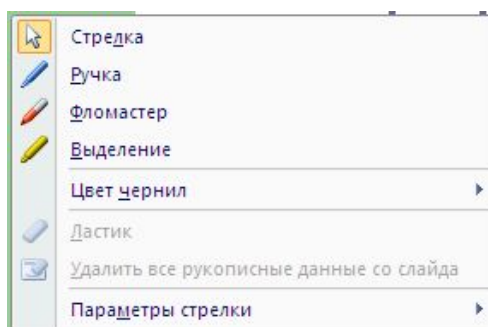 Стрелка
Ручка
Фломастер
Выделение
Цвет чернил
Ластик
Удалить все рукописные данные со слайда
Параметры стрелки